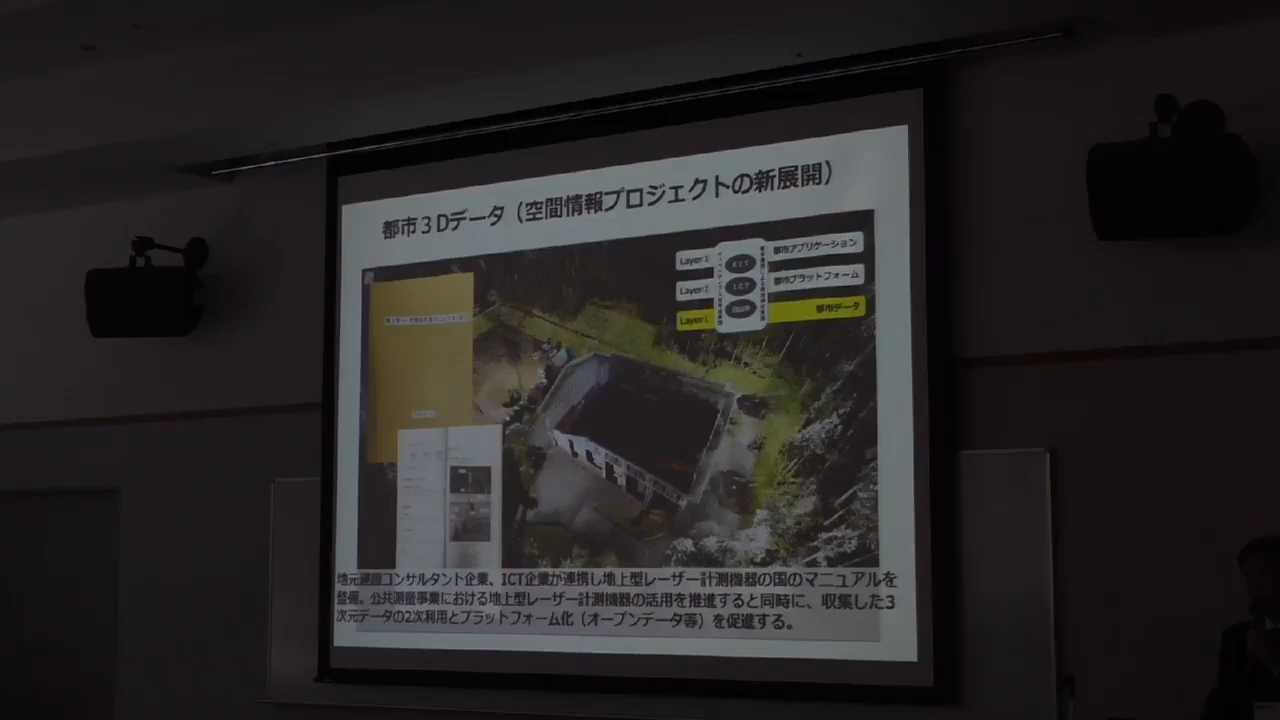 都市３Dデータ（空間情報プロジェクトの新展開）
Layer3
都市アプリケーション
KIT
Layer2
都市プラットフォーム
ICT
Layer1
都市データ
地元建設コンサルタント企業、ICT企業が連携し地上型レーザー計測機器の国のマニュアルを
整備。公共測量事業における地上型レーザー計測機器の活用を推進すると同時に、収集した3
次元データの2次利用とプラットフォーム化（オープンデータ等）を促進する。